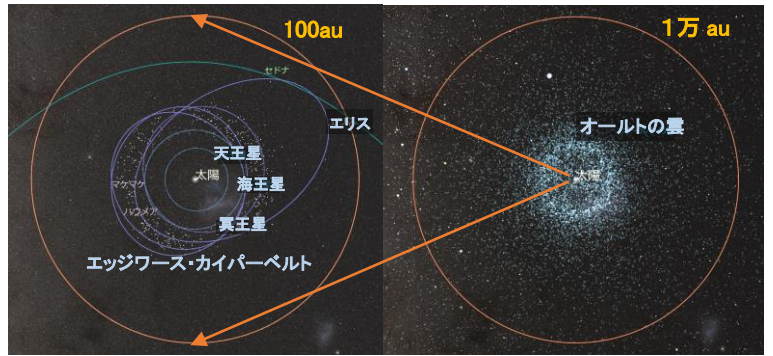 100au
セドナ
エリス
天王星
太陽
海王星
マケマケ
ハウメア
冥王星
エッジワース・カイパーベルト
1万 au
オールトの雲
太陽